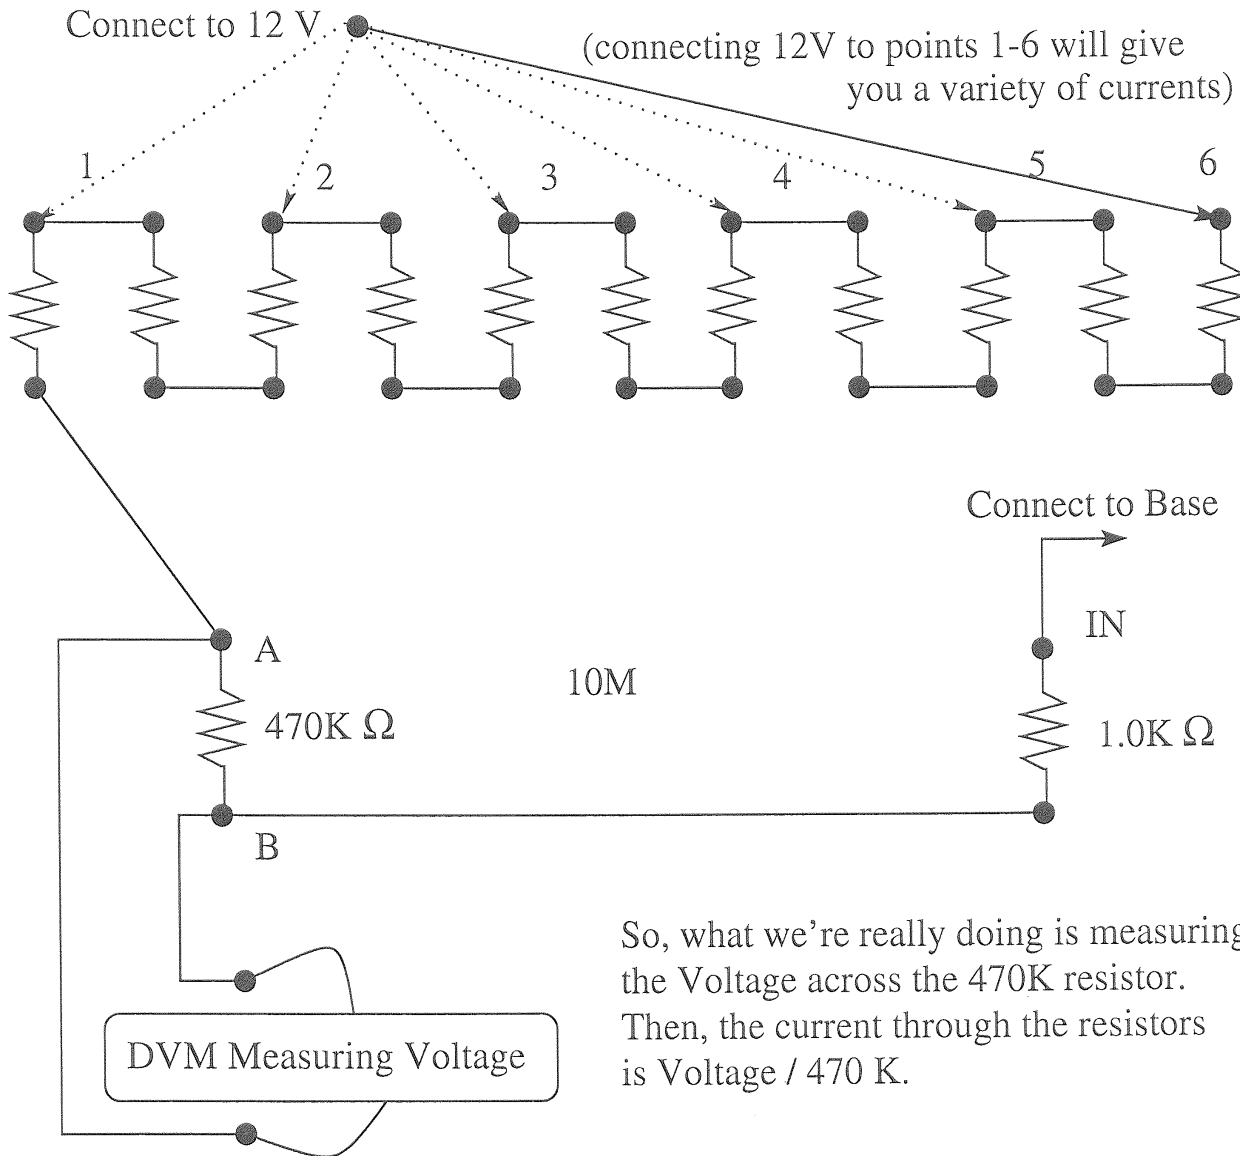 Connect to 12 V
(connecting 12V to points 1-6 will give
you a variety of currents)
1
2
3
4
5
6
Connect to Base
IN
A
10M
470K Ω
1.0K Ω
B
So, what we're really doing is measuring
the Voltage across the 470K resistor.
Then, the current through the resistors
is Voltage / 470 K.
DVM Measuring Voltage